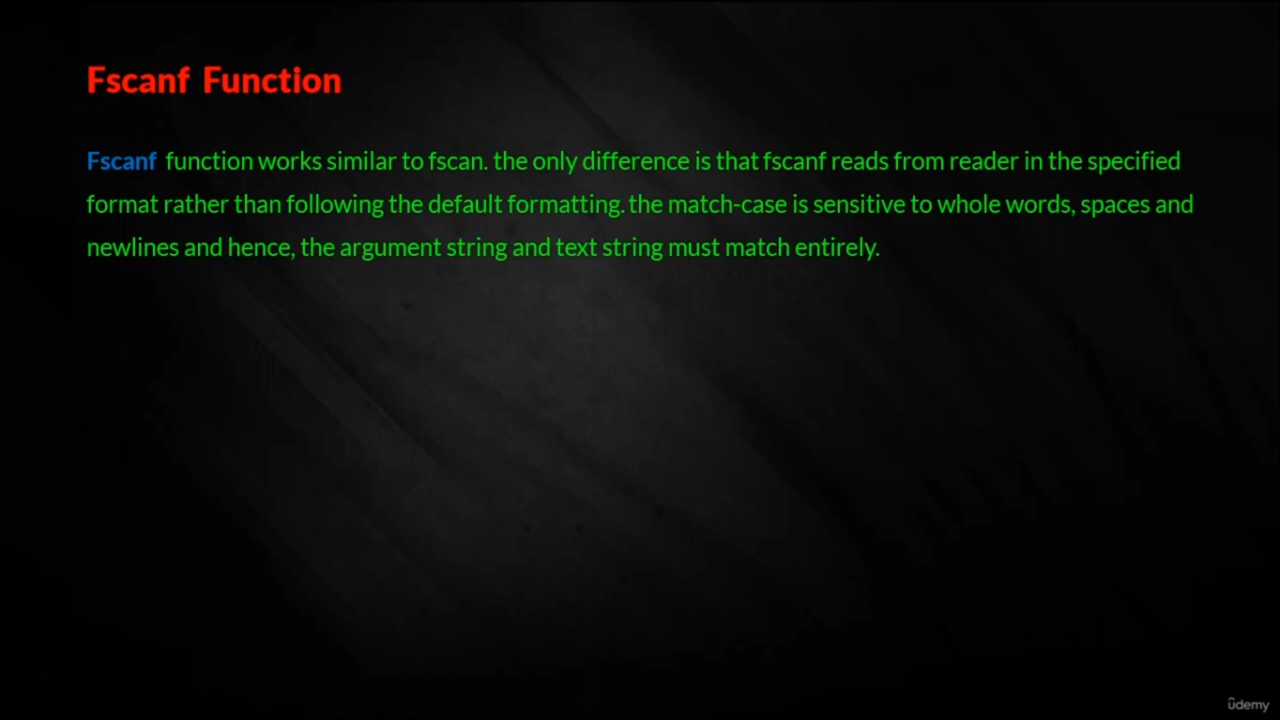 Fscanf Function
Fscanf function works similar to fscan. the only difference is that fscanf reads from reader in the specified
format rather than following the default formatting. the match-case is sensitive to whole words, spaces and
newlines and hence, the argument string and text string must match entirely.
ûdemy